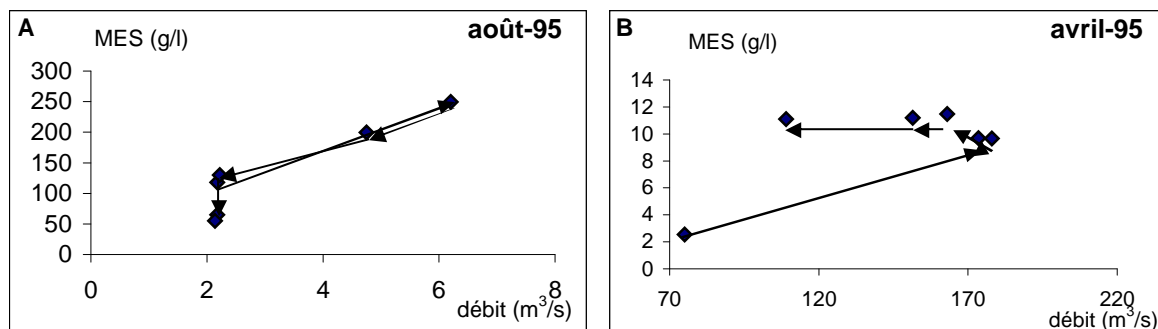 A
août-95
MES (g/l)
300
250
200
150
100
50
0
0 2 4 6 8
débit (m³/s)
B
avril-95
MES (g/l)
14
12
10
8
6
4
2
0
70 120 170 220
débit (m³/s)